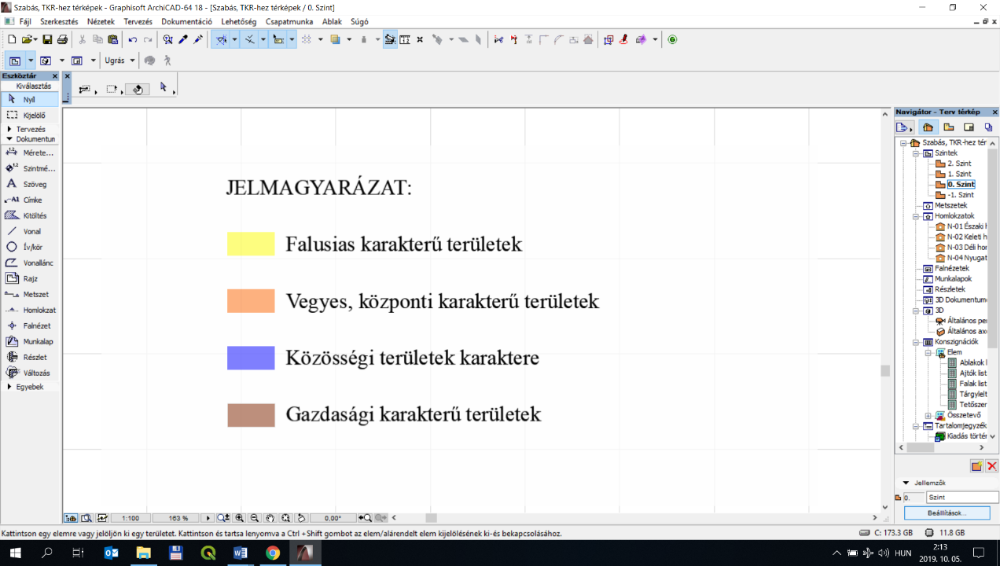 Szabás, TKR-hez térképek - Graphisoft ArchiCAD-64 18 - [Szabás, TKR-hez térképek / 0. Szint]
Fájl Szerkesztés Nézetek Tervezés Dokumentáció Lehetőség Csapatmunka Ablak Súgó
Ugrás
Eszköztár
Kiválasztás
Nyíl
Kijelölő
Tervezés
Dokumentun
Mérete...
Szintmé...
Szöveg
Címke
Kitöltés
Vonal
Ív/kör
Vonallánc
Rajz
Metszet
Homlokzat
Falnézet
Munkalap
Részlet
Változás
Egyebek
JELMAGYARÁZAT:
Falusias karakterű területek
Vegyes, központi karakterű területek
Közösségi területek karaktere
Gazdasági karakterű területek
Navigátor - Terv térkép
Szabás, TKR-hez tér
Szintek
2. Szint
1. Szint
0. Szint
-1. Szint
Metszetek
Homlokzatok
N-01 Északi h
N-02 Keleti h
N-03 Déli hor
N-04 Nyugat
Falnézetek
Munkalapok
Részletek
3D Dokumentum
3D
Általános per
Általános axo
Konszignációk
Elem
Ablakok l
Ajtók list
Falak list
Tárgylelt
Tetőszer
Összetevő
Tartalomjegyzék
Kiadás törtér
Jellemzők
0. Szint
Beállítások...
1:100 163 % 0,00°
Kattintson egy elemre vagy jelöljön ki egy területet. Kattintson és tartsa lenyomva a Ctrl+Shift gombot az elem/alárendelt elem kijelölésének ki-és bekapcsolásához.
C: 173.3 GB 11.8 GB
HUN
2:13
2019. 10. 05.